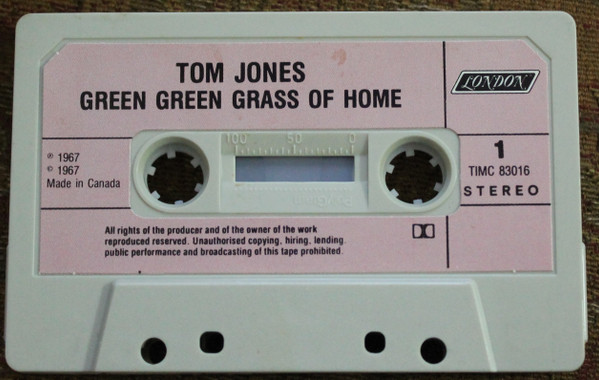 TOM JONES
GREEN GREEN GRASS OF HOME
LONDON
℗ 1967
© 1967
Made in Canada
100 50 0
1
TIMC 83016
STEREO
All rights of the producer and of the owner of the work
reproduced reserved. Unauthorised copying, hiring, lending
public performance and broadcasting of this tape prohibited.